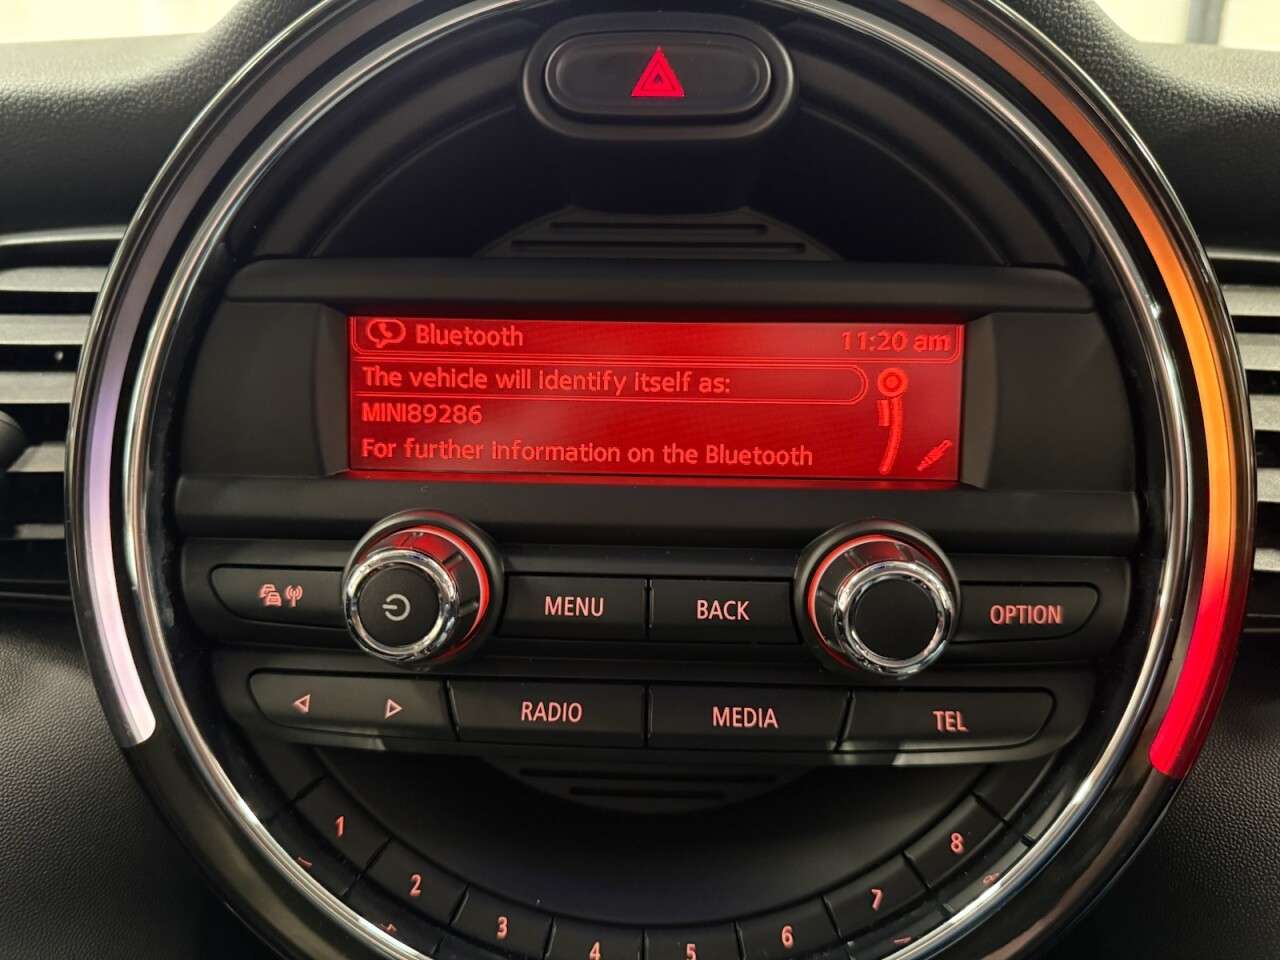 Bluetooth 11:20 am
The vehicle will identify itself as:
MINI89286
For further information on the Bluetooth
MENU BACK OPTION
RADIO MEDIA TEL
1 2 3 4 5 6 7 8